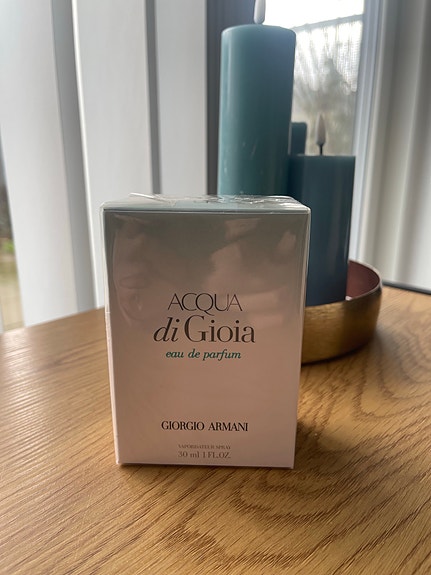 ACQUA
di Gioia
eau de parfum
GIORGIO ARMANI
VAPORISATEUR SPRAY
30 ml 1 FL.OZ.